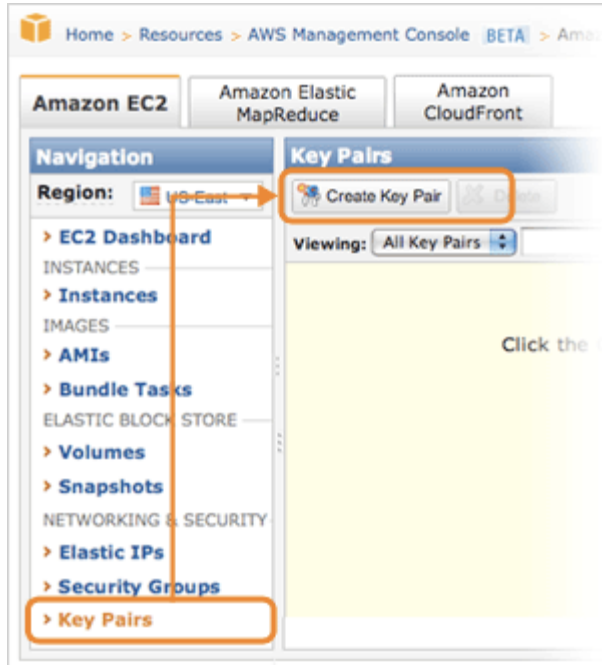 Home > Resources > AWS Management Console BETA > Ama
Amazon EC2
Amazon Elastic
MapReduce
Amazon
CloudFront
Navigation
Region: US-East
> EC2 Dashboard
INSTANCES
> Instances
IMAGES
> AMIs
> Bundle Tasks
ELASTIC BLOCK STORE
> Volumes
> Snapshots
NETWORKING & SECURITY
> Elastic IPs
> Security Groups
> Key Pairs
Key Pairs
Create Key Pair Delete
Viewing: All Key Pairs
Click the